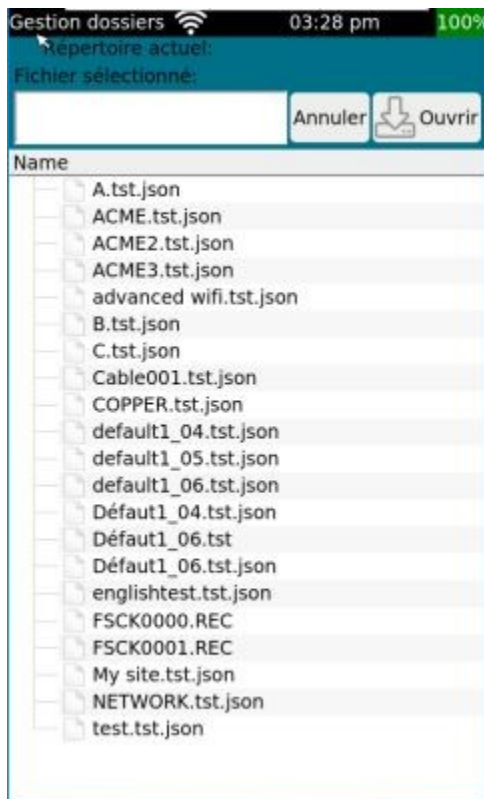 Gestion dossiers 03:28 pm 100%
Répertoire actuel:
Fichier sélectionné:
Annuler Ouvrir
Name
A.tst.json
ACME.tst.json
ACME2.tst.json
ACME3.tst.json
advanced wifi.tst.json
B.tst.json
C.tst.json
Cable001.tst.json
COPPER.tst.json
default1_04.tst.json
default1_05.tst.json
default1_06.tst.json
Défaut1_04.tst.json
Défaut1_06.tst
Défaut1_06.tst.json
englishtest.tst.json
FSCK0000.REC
FSCK0001.REC
My site.tst.json
NETWORK.tst.json
test.tst.json